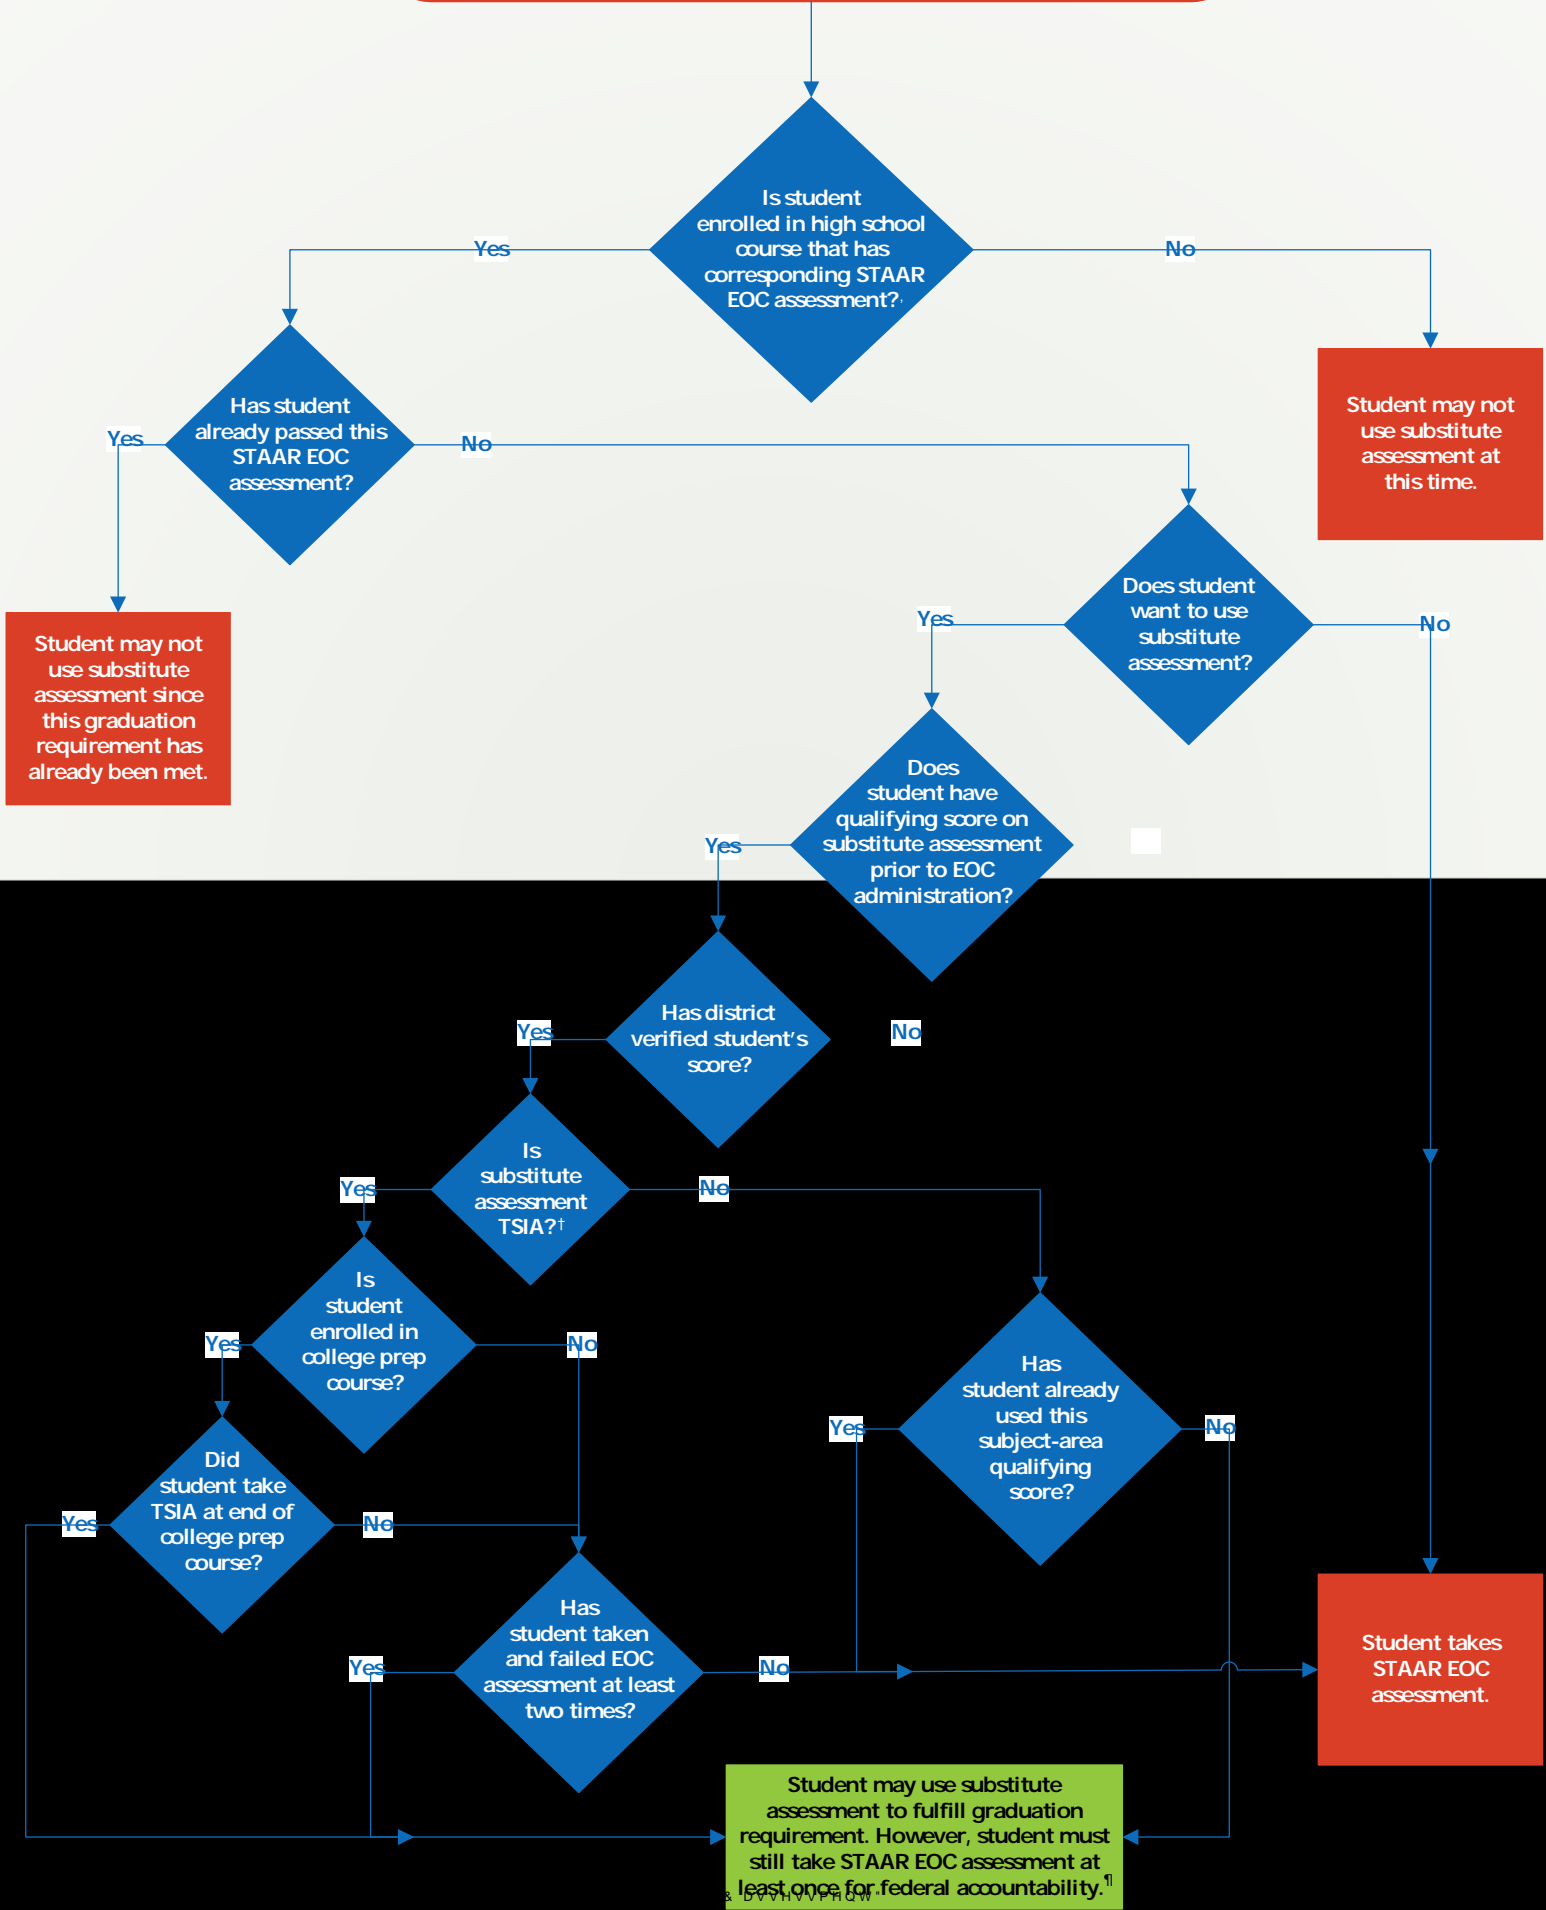 Is student
enrolled in high school
course that has
corresponding STAAR
EOC assessment?,
Yes
No
Has student
already passed this
STAAR EOC
assessment?
Yes
No
Student may not
use substitute
assessment at
this time.
Does student
want to use
substitute
assessment?
Yes
No
Student may not
use substitute
assessment since
this graduation
requirement has
already been met.
Does
student have
qualifying score on
substitute assessment
prior to EOC
administration?
Yes
Has district
verified student's
score?
Yes
No
Is
substitute
assessment
TSIA?†
Yes
No
Is
student
enrolled in
college prep
course?
Yes
No
Has
student already
used this
subject-area
qualifying
score?
Yes
No
Did
student take
TSIA at end of
college prep
course?
Yes
No
Has
student taken
and failed EOC
assessment at least
two times?
Yes
No
Student takes
STAAR EOC
assessment.
Student may use substitute
assessment to fulfill graduation
requirement. However, student must
still take STAAR EOC assessment at
least once for federal accountability.¶